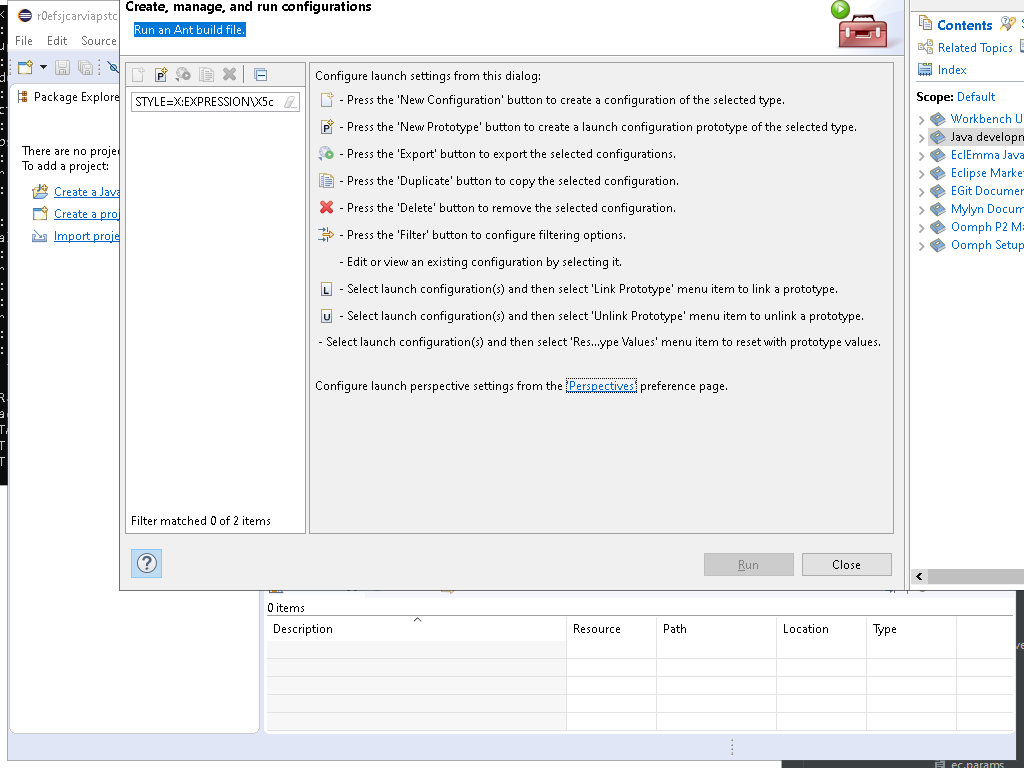 Create, manage, and run configurations
Run an Ant build file.
r0efsjcarviapstc
File Edit Source
Package Explore
There are no proje
To add a project:
Create a Java
Create a proj
Import proje
STYLE=X:EXPRESSION\X5c
Filter matched 0 of 2 items
Configure launch settings from this dialog:
- Press the 'New Configuration' button to create a configuration of the selected type.
- Press the 'New Prototype' button to create a launch configuration prototype of the selected type.
- Press the 'Export' button to export the selected configurations.
- Press the 'Duplicate' button to copy the selected configuration.
- Press the 'Delete' button to remove the selected configuration.
- Press the 'Filter' button to configure filtering options.
- Edit or view an existing configuration by selecting it.
- Select launch configuration(s) and then select 'Link Prototype' menu item to link a prototype.
- Select launch configuration(s) and then select 'Unlink Prototype' menu item to unlink a prototype.
- Select launch configuration(s) and then select 'Res...ype Values' menu item to reset with prototype values.
Configure launch perspective settings from the 'Perspectives' preference page.
Run Close
Contents
Related Topics
Index
Scope: Default
Workbench U
Java developn
EclEmma Java
Eclipse Marke
EGit Documer
Mylyn Docum
Oomph P2 Ma
Oomph Setup
0 items
Description Resource Path Location Type
ec.params